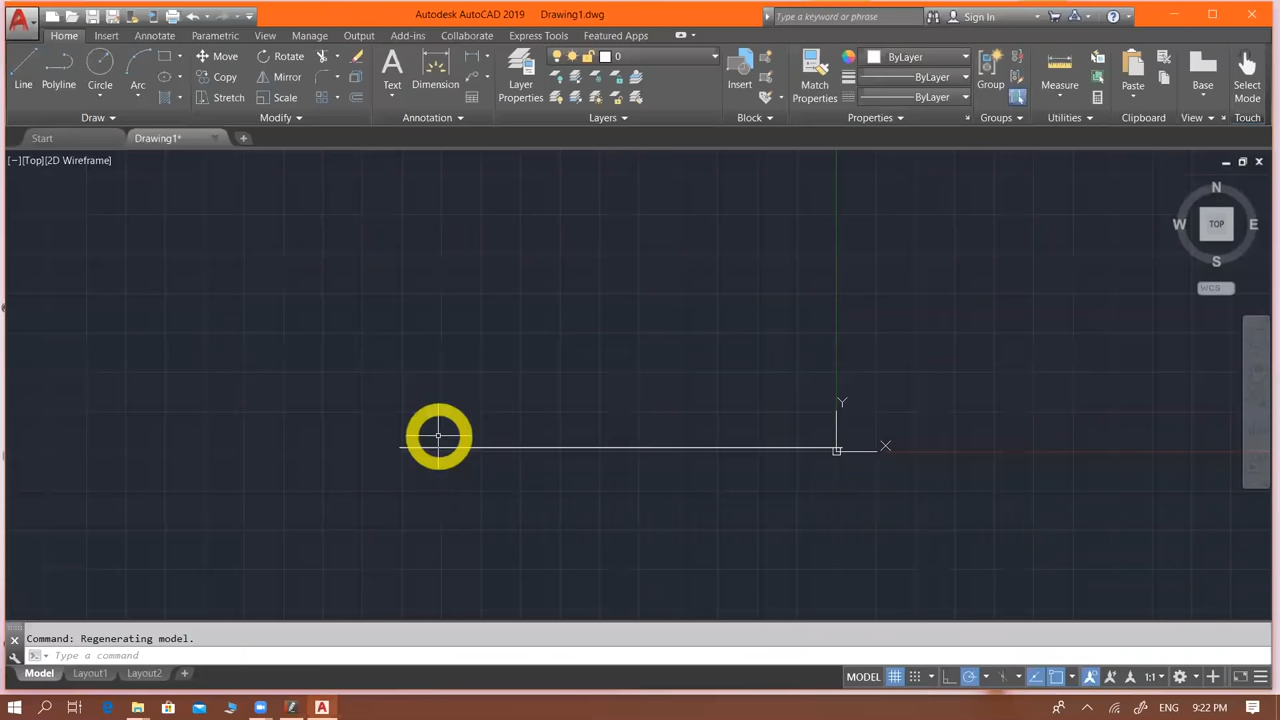 Autodesk AutoCAD 2019 Drawing1.dwg
Type a keyword or phrase
Sign In
Home Insert Annotate Parametric View Manage Output Add-ins Collaborate Express Tools Featured Apps
Line
Polyline
Circle
Arc
Move
Rotate
Copy
Mirror
Stretch
Scale
Text
Dimension
Layer
Properties
0
Insert
Match
Properties
ByLayer
ByLayer
ByLayer
Group
Measure
Paste
Base
Select
Mode
Draw Modify Annotation Layers Block Properties Groups Utilities Clipboard View Touch
Start
Drawing1*
[−][Top][2D Wireframe]
N
W
TOP
E
S
WCS
Y
X
Command: Regenerating model.
Type a command
Model
Layout1
Layout2
MODEL
1:1
ENG
9:22 PM